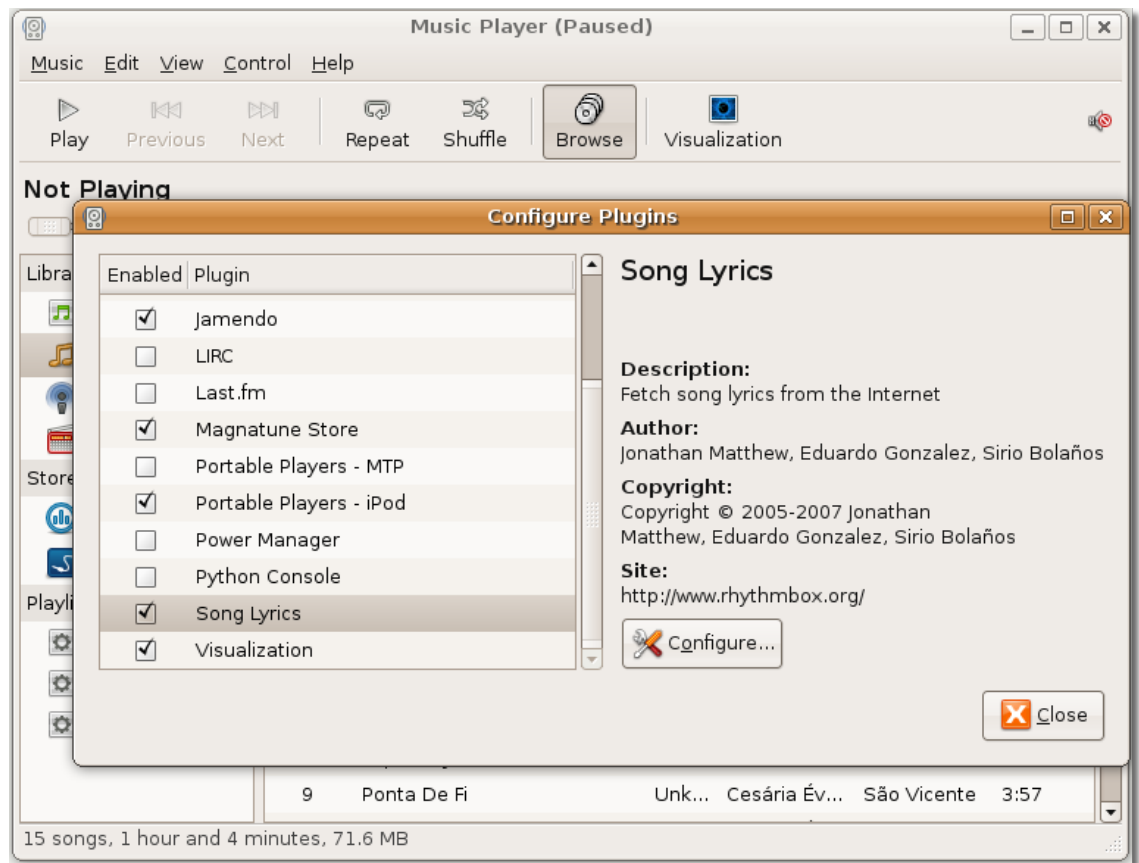 Music Player (Paused)
Music Edit View Control Help
Play Previous Next Repeat Shuffle Browse Visualization
Not Playing
Configure Plugins
Libra
Store
Playli
Enabled Plugin
Jamendo
LIRC
Last.fm
Magnatune Store
Portable Players - MTP
Portable Players - iPod
Power Manager
Python Console
Song Lyrics
Visualization
Song Lyrics
Description:
Fetch song lyrics from the Internet
Author:
Jonathan Matthew, Eduardo Gonzalez, Sirio Bolaños
Copyright:
Copyright © 2005-2007 Jonathan
Matthew, Eduardo Gonzalez, Sirio Bolaños
Site:
http://www.rhythmbox.org/
Configure...
Close
9 Ponta De Fi Unk... Cesária Év... São Vicente 3:57
15 songs, 1 hour and 4 minutes, 71.6 MB